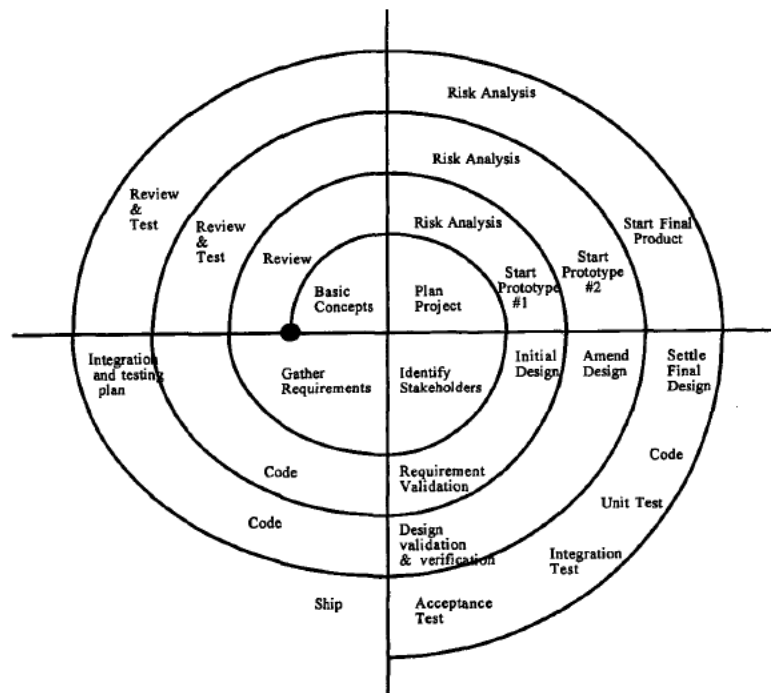 Risk Analysis
Risk Analysis
Risk Analysis
Review
&
Test
Review
&
Test
Review
Start Final
Product
Start
Prototype
#2
Start
Prototype
#1
Basic
Concepts
Plan
Project
Integration
and testing
plan
Gather
Requirements
Identify
Stakeholders
Initial
Design
Amend
Design
Settle
Final
Design
Code
Requirement
Validation
Code
Code
Unit Test
Design
validation
& verification
Integration
Test
Ship
Acceptance
Test